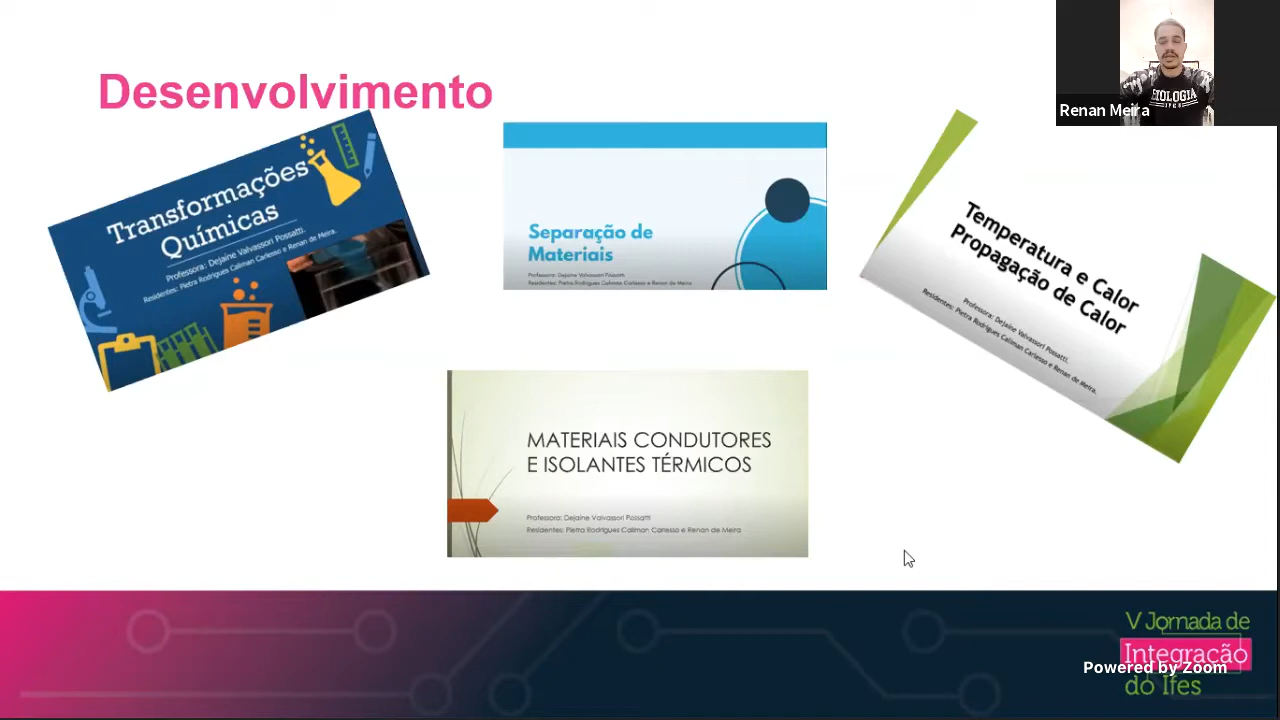 Desenvolvimento
Renan Meira
Transformações
Químicas
Professora: Dejaine Valvassori Possatti.
Residentes: Pietra Rodrigues Caliman Carlesso e Renan de Meira.
Separação de
Materiais
Professora: Dejaine Valvassori Possatti
Residentes: Pietra Rodrigues Caliman Carlesso e Renan de Meira
Temperatura e Calor
Propagação de Calor
Professora: Dejaine Valvassori Possatti.
Residentes: Pietra Rodrigues Caliman Carlesso e Renan de Meira.
MATERIAIS CONDUTORES
E ISOLANTES TÉRMICOS
Professora: Dejaine Valvassori Possatti
Residentes: Pietra Rodrigues Caliman Carlesso e Renan de Meira
V Jornada de
Integração
do Ifes
Powered by Zoom